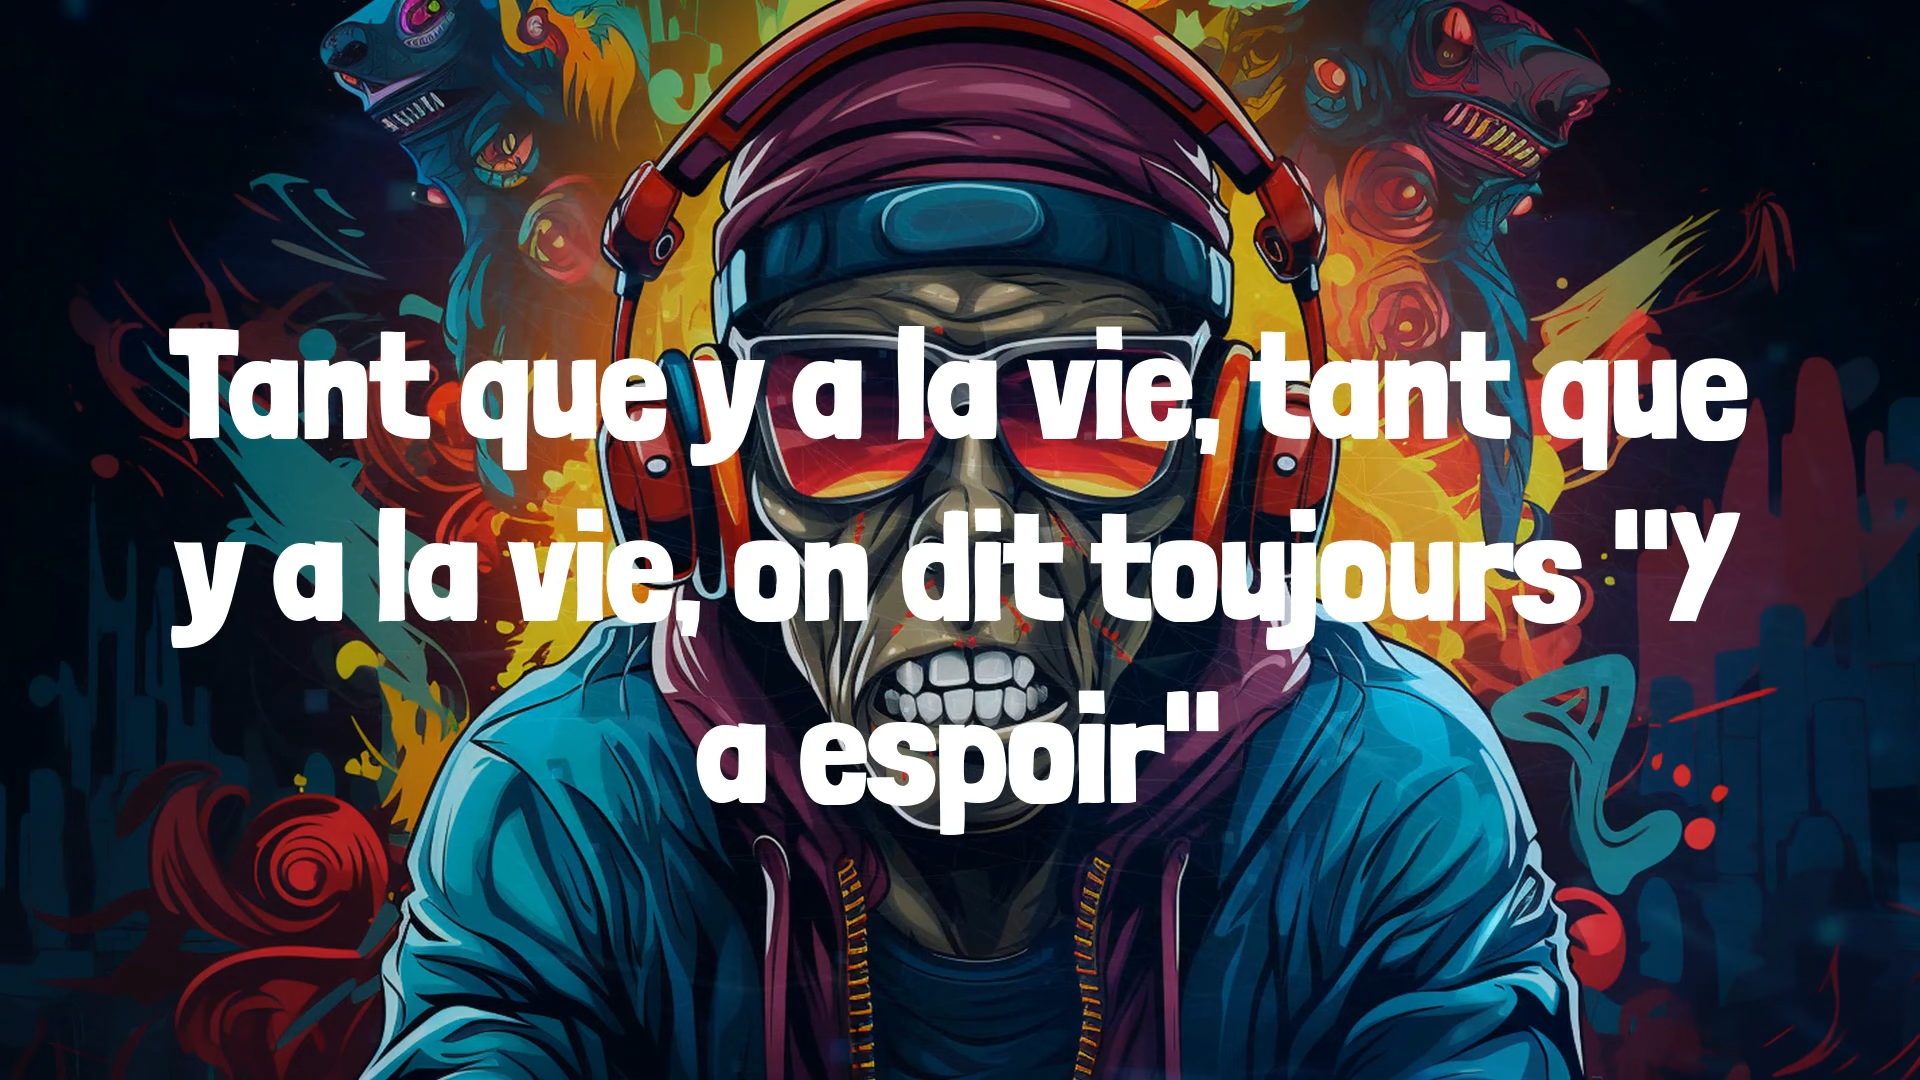 Tant que y a la vie, tant que
y a la vie, on dit toujours "Y
a espoir"